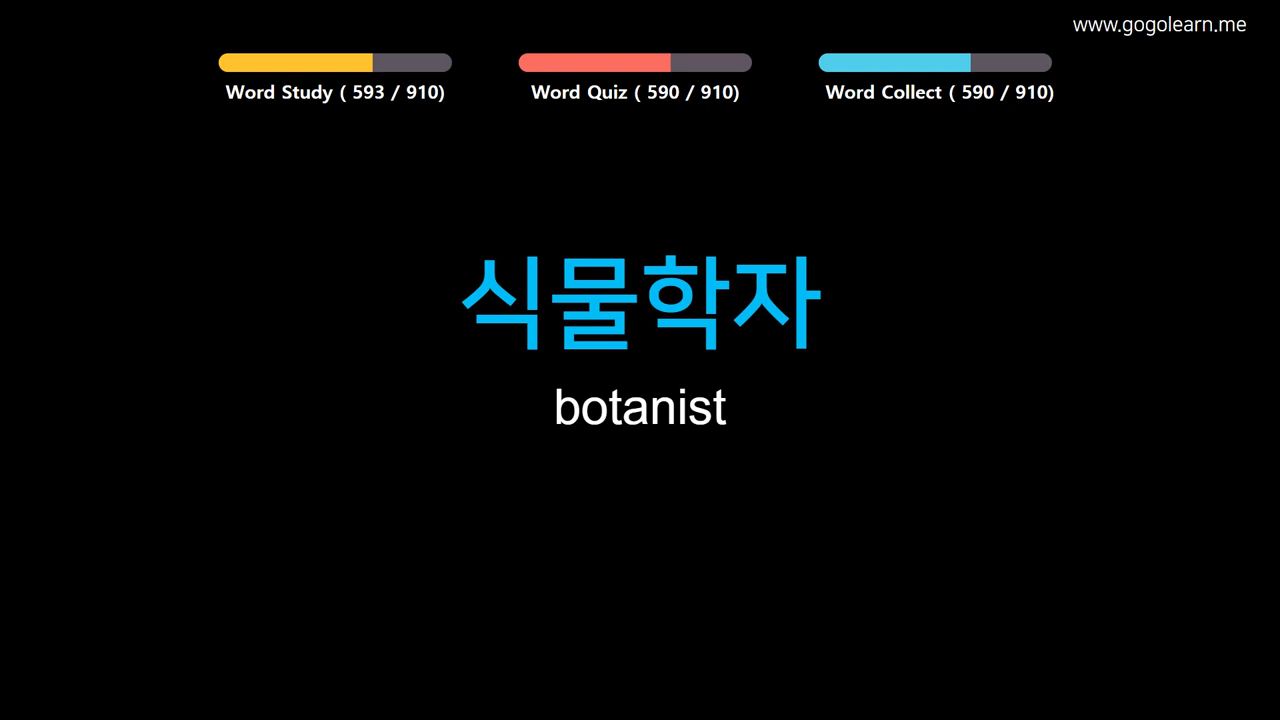 www.gogolearn.me
Word Study ( 593 / 910)
Word Quiz ( 590 / 910)
Word Collect ( 590 / 910)
식물학자
botanist